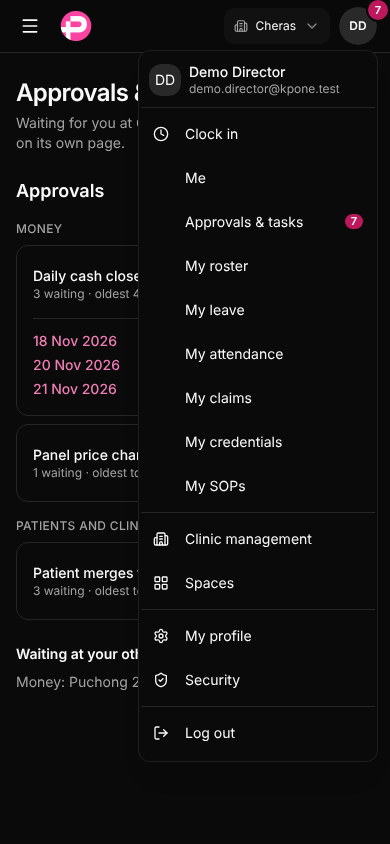 Cheras
DD
7
Approvals &
Waiting for you at
on its own page.
Approvals
MONEY
Daily cash close
3 waiting · oldest 4
18 Nov 2026
20 Nov 2026
21 Nov 2026
Panel price
1 waiting · oldest
PATIENTS AND
Patient merges
3 waiting · oldest
Waiting at your
Money: Puchong 2
DD
Demo Director
demo.director@kpone.test
Clock in
Me
Approvals & tasks
7
My roster
My leave
My attendance
My claims
My credentials
My SOPs
Clinic management
Spaces
My profile
Security
Log out